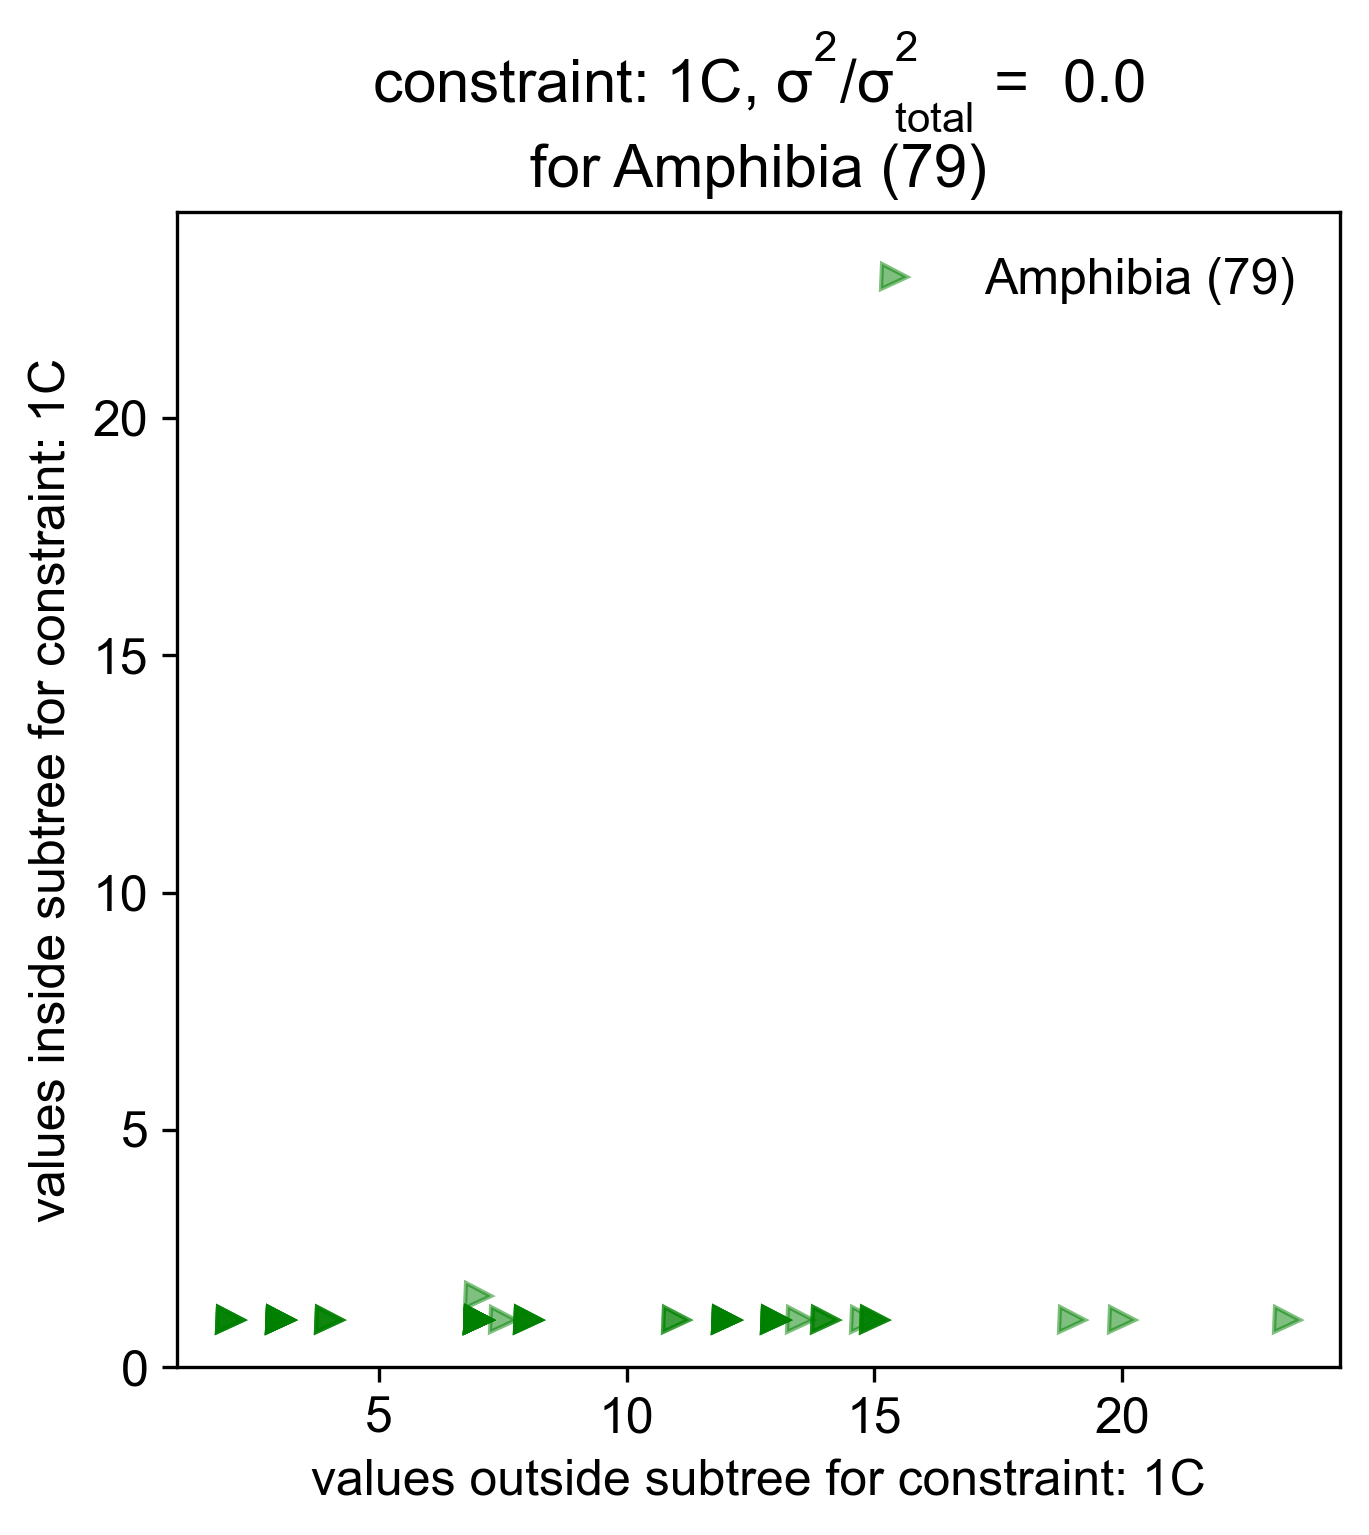 constraint: 1C, σ²/σ²total = 0.0
for Amphibia (79)
Amphibia (79)
values inside subtree for constraint: 1C
20
15
10
5
0
5 10 15 20
values outside subtree for constraint: 1C